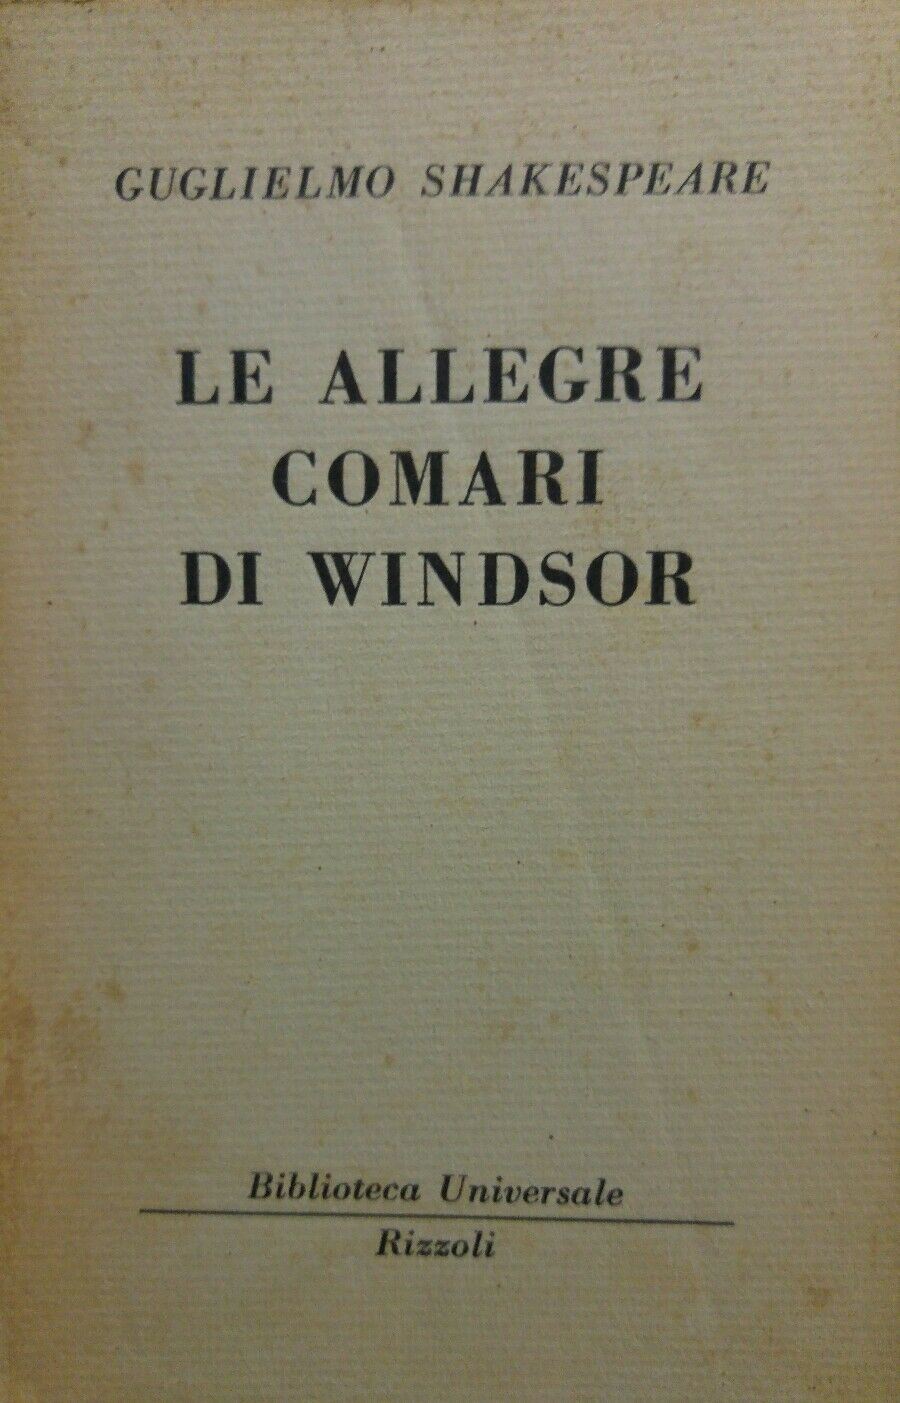 GUGLIELMO SHAKESPEARE
LE ALLEGRE
COMARI
DI WINDSOR
Biblioteca Universale
Rizzoli